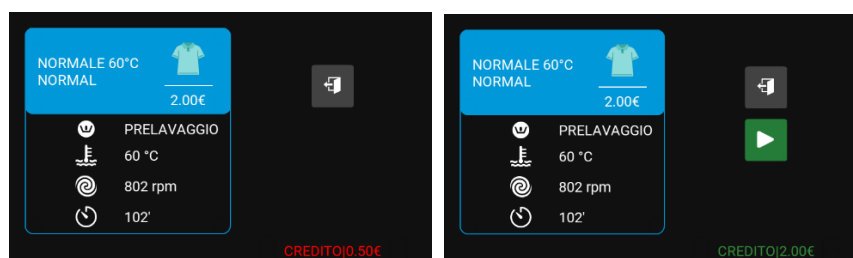 NORMALE 60°C
NORMAL
2.00€
PRELAVAGGIO
60 °C
802 rpm
102'
CREDITO|0.50€
NORMALE 60°C
NORMAL
2.00€
PRELAVAGGIO
60 °C
802 rpm
102'
CREDITO|2.00€